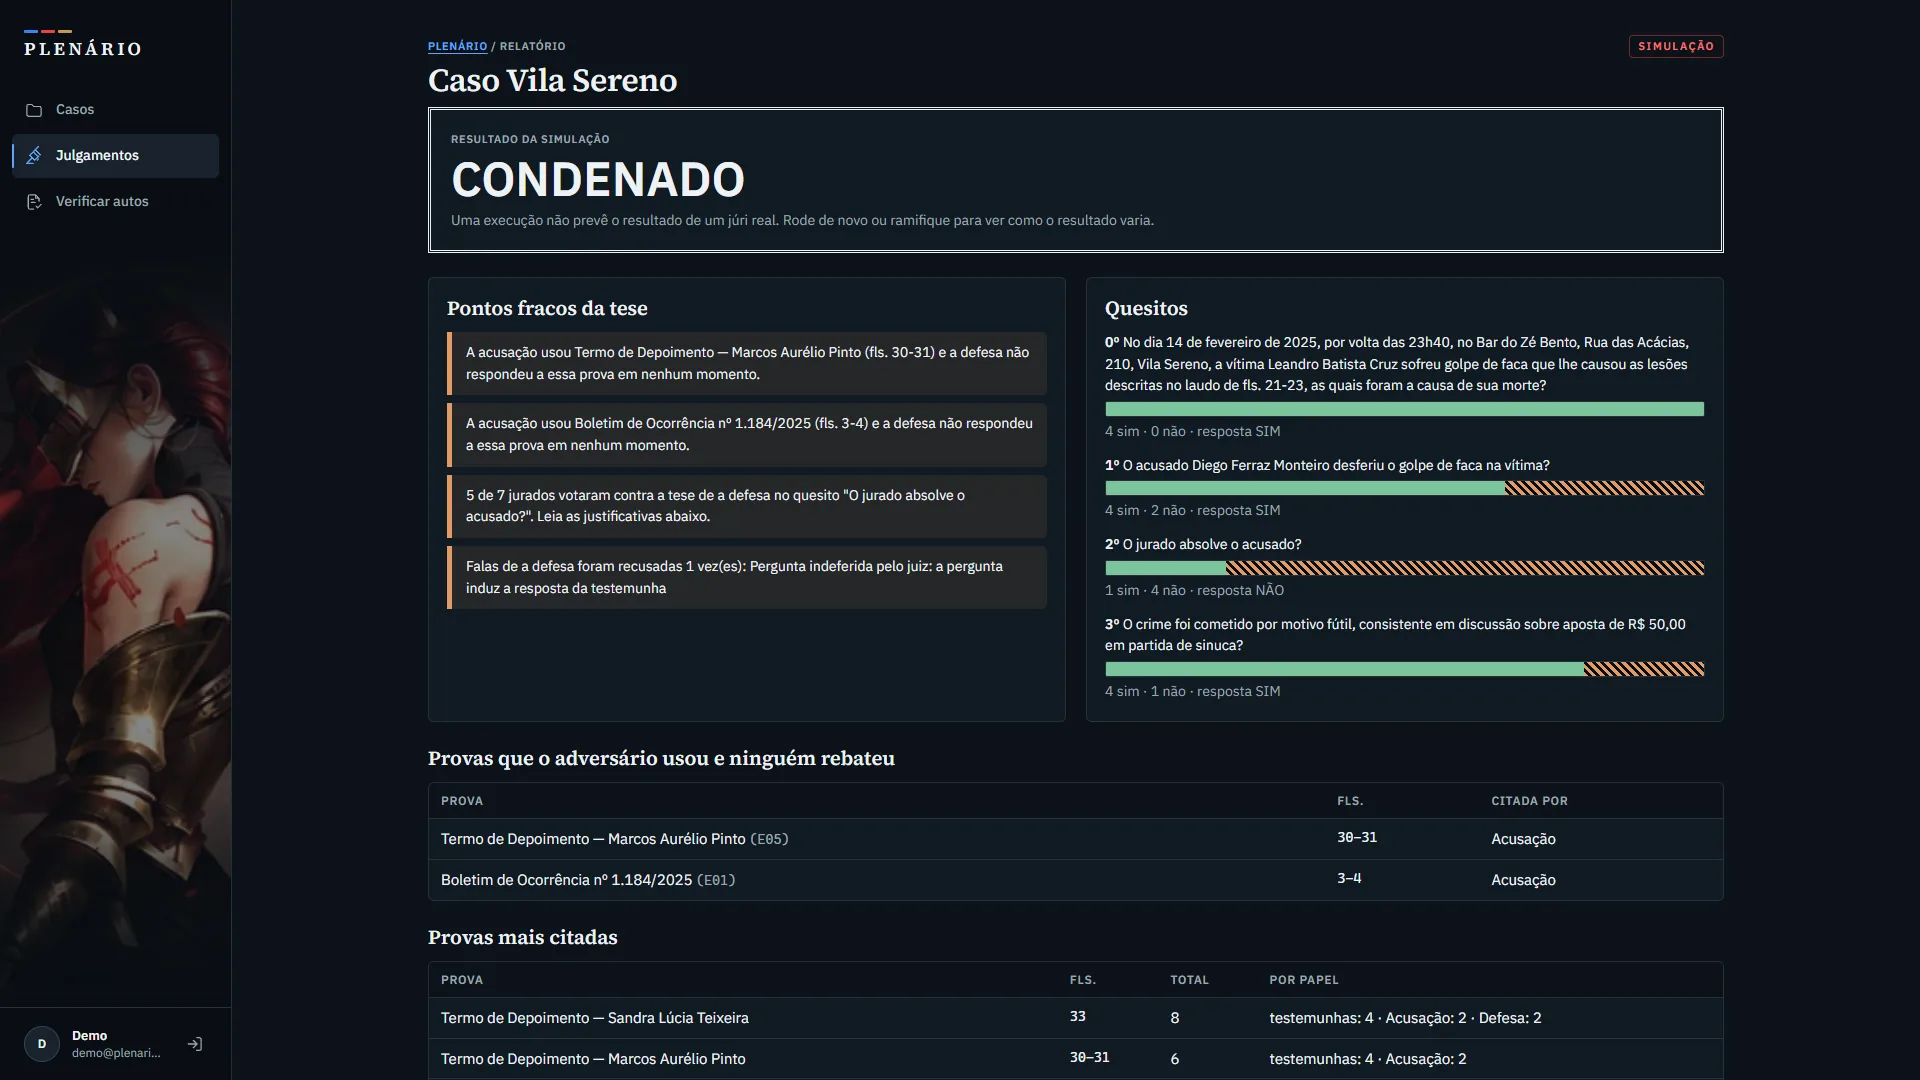 PLENÁRIO
Casos
Julgamentos
Verificar autos
Demo
demo@plenari...
D
PLENÁRIO / RELATÓRIO
SIMULAÇÃO
Caso Vila Sereno
RESULTADO DA SIMULAÇÃO
CONDENADO
Uma execução não prevê o resultado de um júri real. Rode de novo ou ramifique para ver como o resultado varia.
Pontos fracos da tese
A acusação usou Termo de Depoimento — Marcos Aurélio Pinto (fls. 30-31) e a defesa não
respondeu a essa prova em nenhum momento.
A acusação usou Boletim de Ocorrência nº 1.184/2025 (fls. 3-4) e a defesa não respondeu
a essa prova em nenhum momento.
5 de 7 jurados votaram contra a tese de a defesa no quesito "O jurado absolve o
acusado?". Leia as justificativas abaixo.
Falas de a defesa foram recusadas 1 vez(es): Pergunta indeferida pelo juiz: a pergunta
induz a resposta da testemunha
Quesitos
0º No dia 14 de fevereiro de 2025, por volta das 23h40, no Bar do Zé Bento, Rua das Acácias,
210, Vila Sereno, a vítima Leandro Batista Cruz sofreu golpe de faca que lhe causou as lesões
descritas no laudo de fls. 21-23, as quais foram a causa de sua morte?
4 sim · 0 não · resposta SIM
1º O acusado Diego Ferraz Monteiro desferiu o golpe de faca na vítima?
4 sim · 2 não · resposta SIM
2º O jurado absolve o acusado?
1 sim · 4 não · resposta NÃO
3º O crime foi cometido por motivo fútil, consistente em discussão sobre aposta de R$ 50,00
em partida de sinuca?
4 sim · 1 não · resposta SIM
Provas que o adversário usou e ninguém rebateu
PROVA FLS. CITADA POR
Termo de Depoimento — Marcos Aurélio Pinto (E05) 30–31 Acusação
Boletim de Ocorrência nº 1.184/2025 (E01) 3–4 Acusação
Provas mais citadas
PROVA FLS. TOTAL POR PAPEL
Termo de Depoimento — Sandra Lúcia Teixeira 33 8 testemunhas: 4 · Acusação: 2 · Defesa: 2
Termo de Depoimento — Marcos Aurélio Pinto 30–31 6 testemunhas: 4 · Acusação: 2